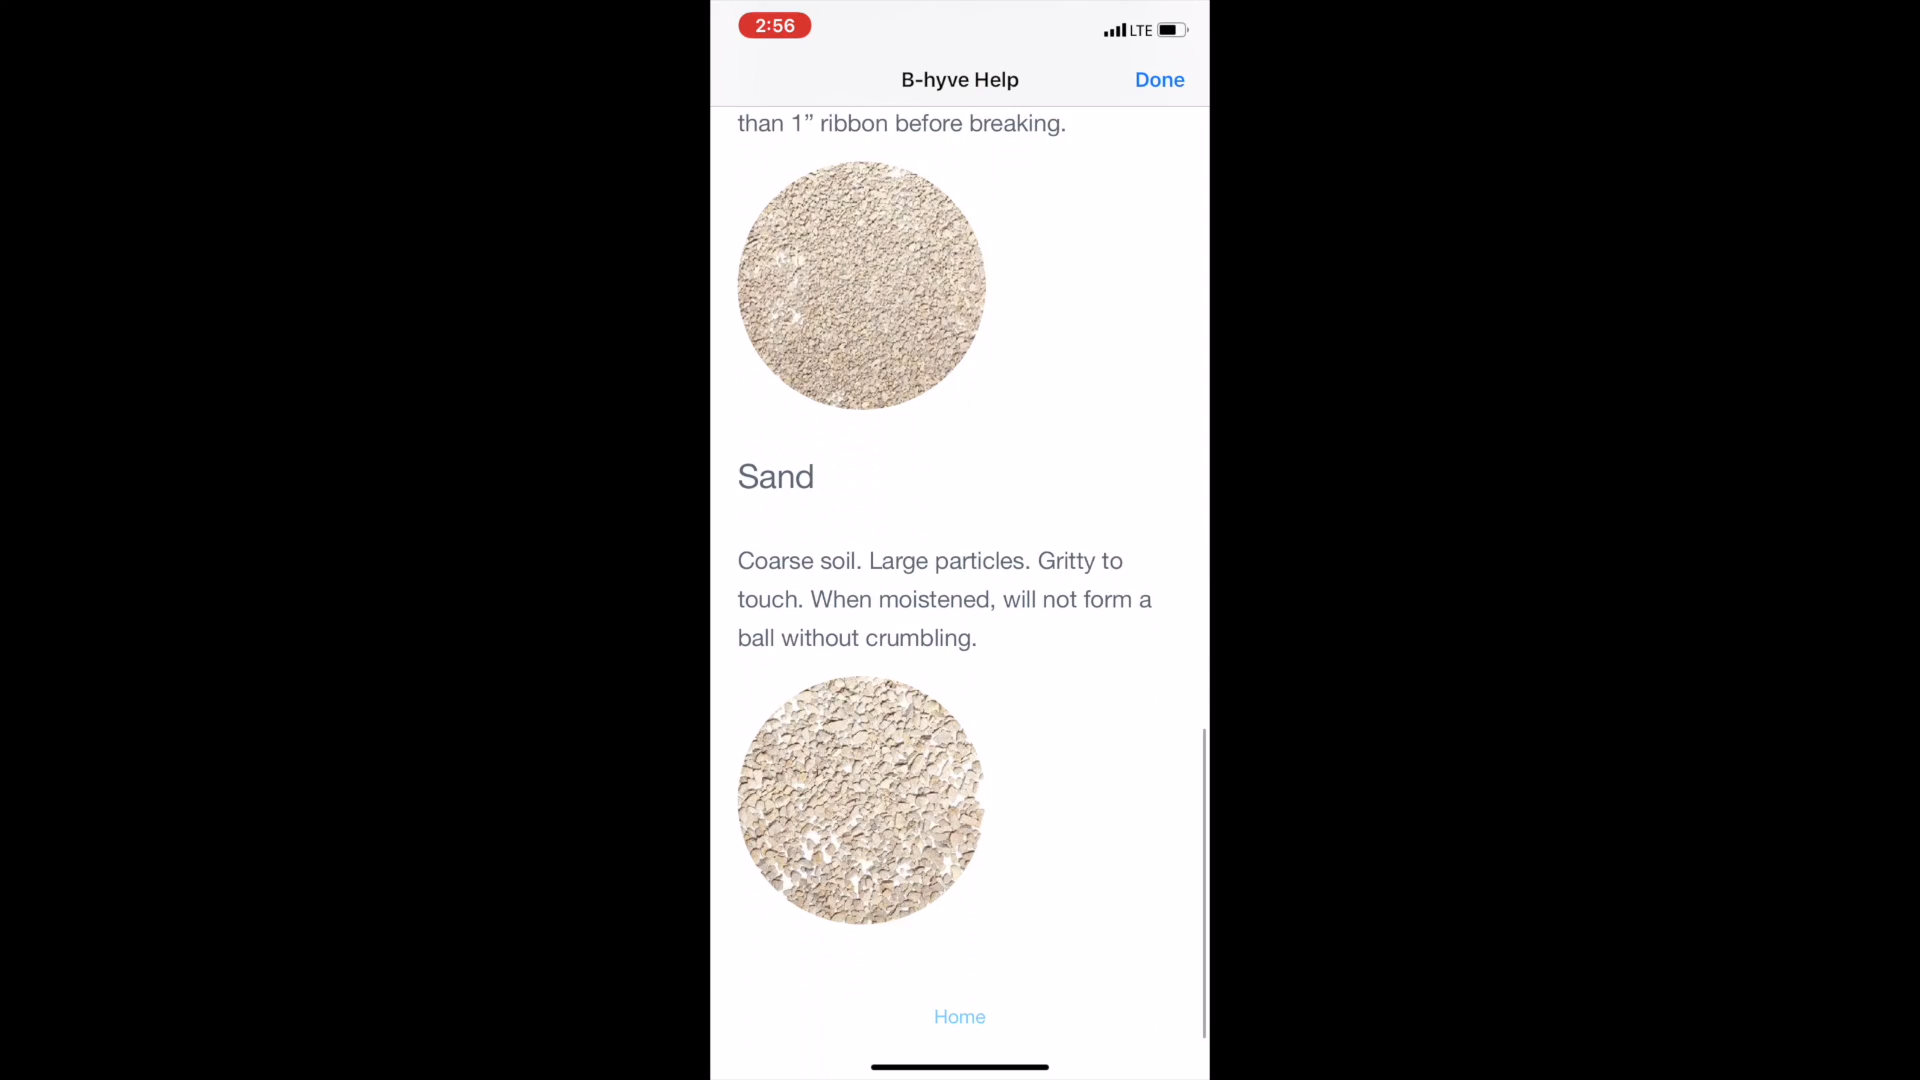 2:56
LTE
B-hyve Help
Done
than 1” ribbon before breaking.
Sand
Coarse soil. Large particles. Gritty to
touch. When moistened, will not form a
ball without crumbling.
Home